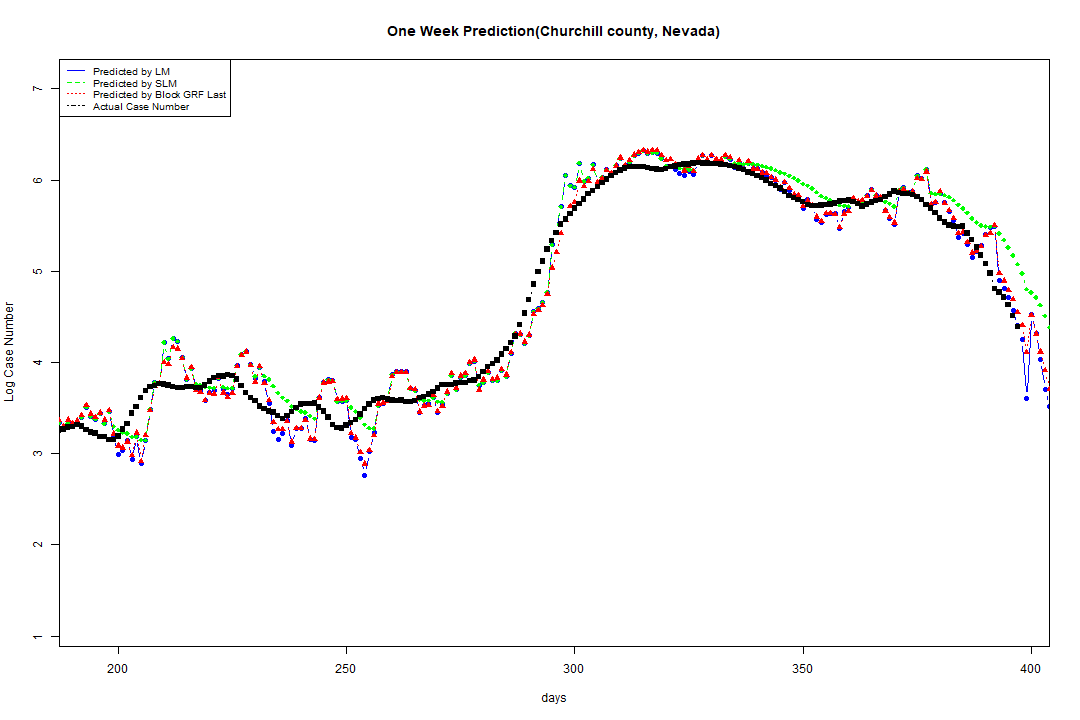 One Week Prediction(Churchill county, Nevada)
Predicted by LM
Predicted by SLM
Predicted by Block GRF Last
Actual Case Number
Log Case Number
7
6
5
4
3
2
1
200 250 300 350 400
days